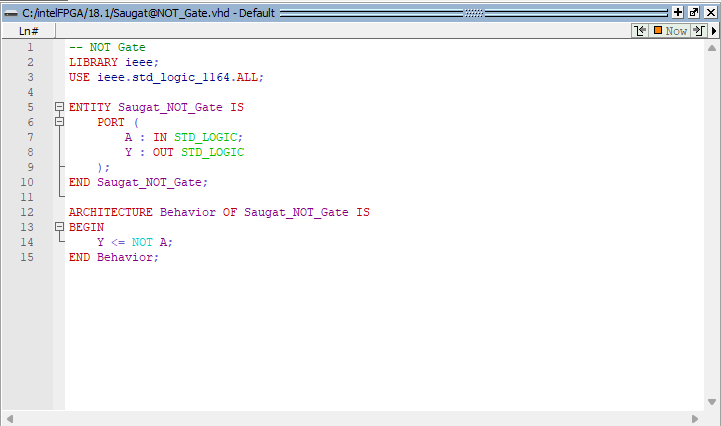 C:/intelFPGA/18.1/Saugat@NOT_Gate.vhd - Default
Ln#
Now
1 -- NOT Gate
2 LIBRARY ieee;
3 USE ieee.std_logic_1164.ALL;
4
5 ENTITY Saugat_NOT_Gate IS
6 PORT (
7 A : IN STD_LOGIC;
8 Y : OUT STD_LOGIC
9 );
10 END Saugat_NOT_Gate;
11
12 ARCHITECTURE Behavior OF Saugat_NOT_Gate IS
13 BEGIN
14 Y <= NOT A;
15 END Behavior;